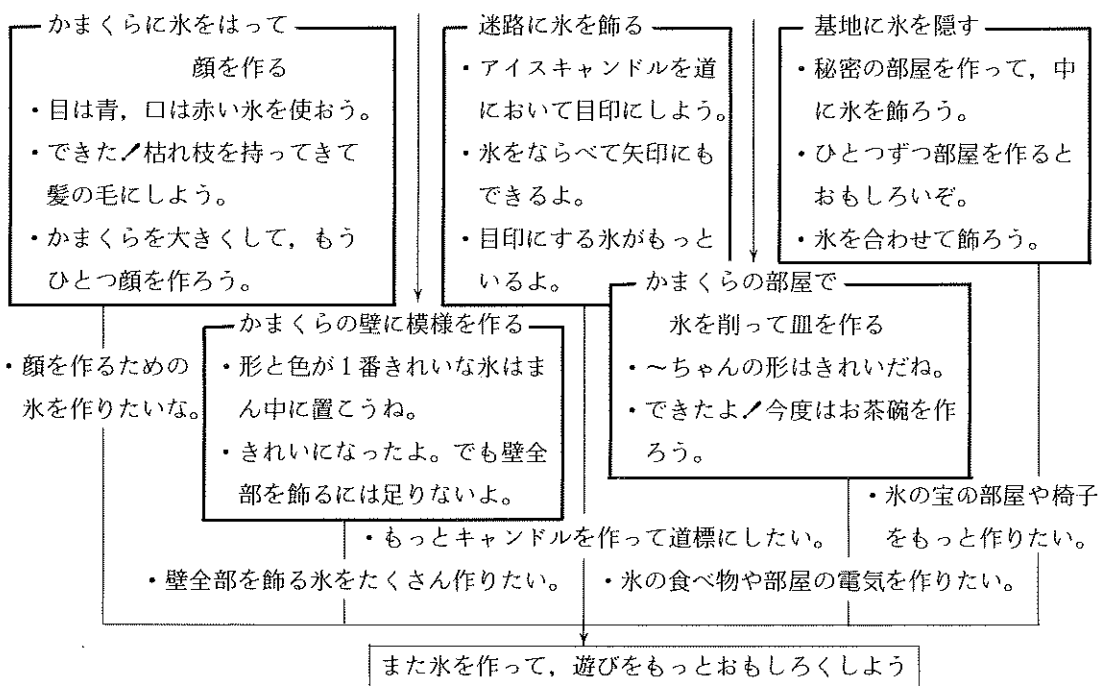 かまくらに氷をはって
顔を作る
・目は青，口は赤い氷を使おう。
・できた！枯れ枝を持ってきて
髪の毛にしよう。
・かまくらを大きくして，もう
ひとつ顔を作ろう。
迷路に氷を飾る
・アイスキャンドルを道
において目印にしよう。
・氷をならべて矢印にも
できるよ。
・目印にする氷がもっと
いるよ。
基地に氷を隠す
・秘密の部屋を作って，中
に氷を飾ろう。
・ひとつずつ部屋を作ると
おもしろいぞ。
・氷を合わせて飾ろう。
かまくらの壁に模様を作る
・形と色が１番きれいな氷はま
ん中に置こうね。
・きれいになったよ。でも壁全
部を飾るには足りないよ。
かまくらの部屋で
氷を削って皿を作る
・～ちゃんの形はきれいだね。
・できたよ！今度はお茶碗を作
ろう。
・顔を作るための
氷を作りたいな。
・氷の宝の部屋や椅子
をもっと作りたい。
・もっとキャンドルを作って道標にしたい。
・壁全部を飾る氷をたくさん作りたい。
・氷の食べ物や部屋の電気を作りたい。
また氷を作って，遊びをもっとおもしろくしよう